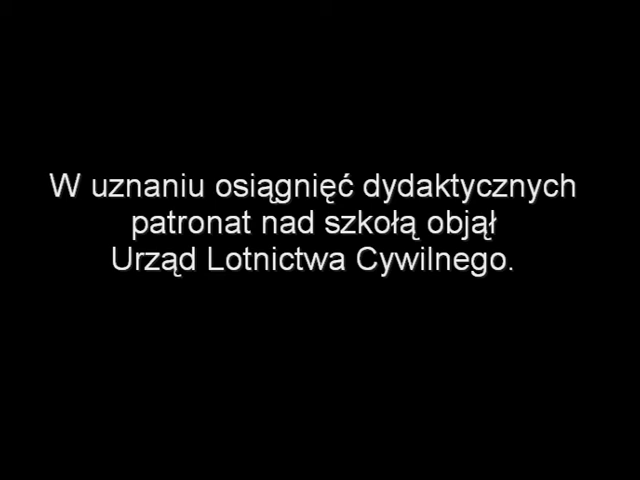 W uznaniu osiągnięć dydaktycznych
patronat nad szkołą objął
Urząd Lotnictwa Cywilnego.